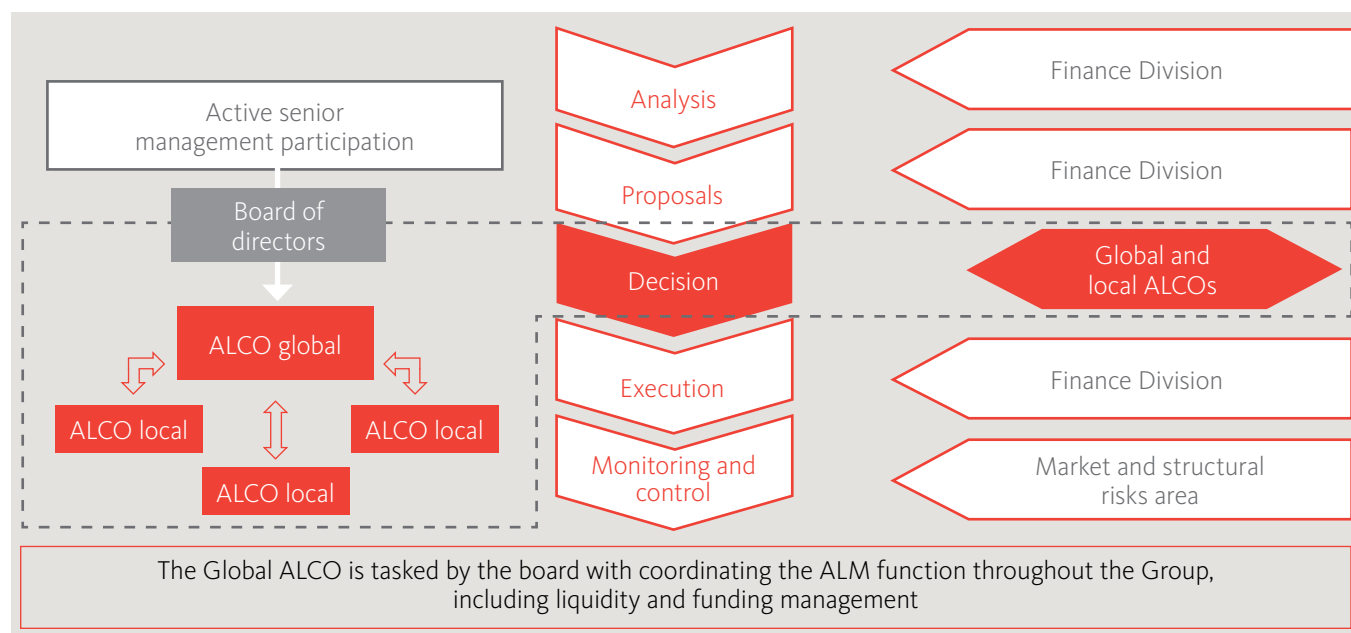 Active senior
management participation
Board of
directors
ALCO global
ALCO local
ALCO local
ALCO local
Analysis
Proposals
Decision
Execution
Monitoring and
control
Finance Division
Finance Division
Global and
local ALCOs
Finance Division
Market and structural
risks area
The Global ALCO is tasked by the board with coordinating the ALM function throughout the Group,
including liquidity and funding management